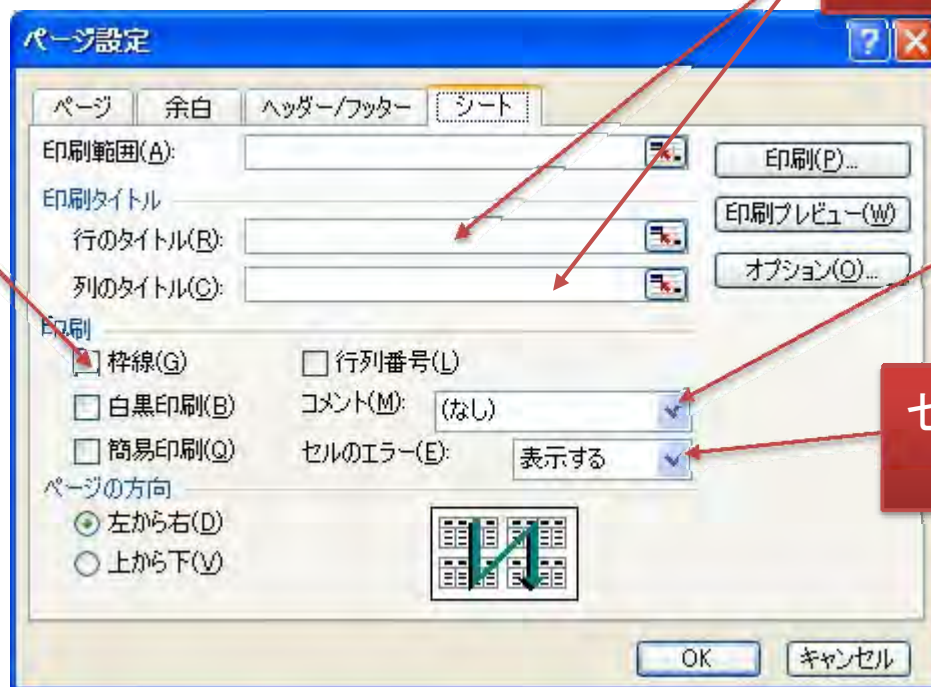 ページ設定
ページ 余白 ヘッダー/フッター シート
印刷範囲(A):
印刷(P)...
印刷タイトル
印刷プレビュー(W)
行のタイトル(R):
オプション(O)...
列のタイトル(C):
印刷
枠線(G) 行列番号(L)
白黒印刷(B) コメント(M): (なし)
簡易印刷(Q) セルのエラー(E): 表示する
セ
ページの方向
左から右(D)
上から下(V)
OK キャンセル